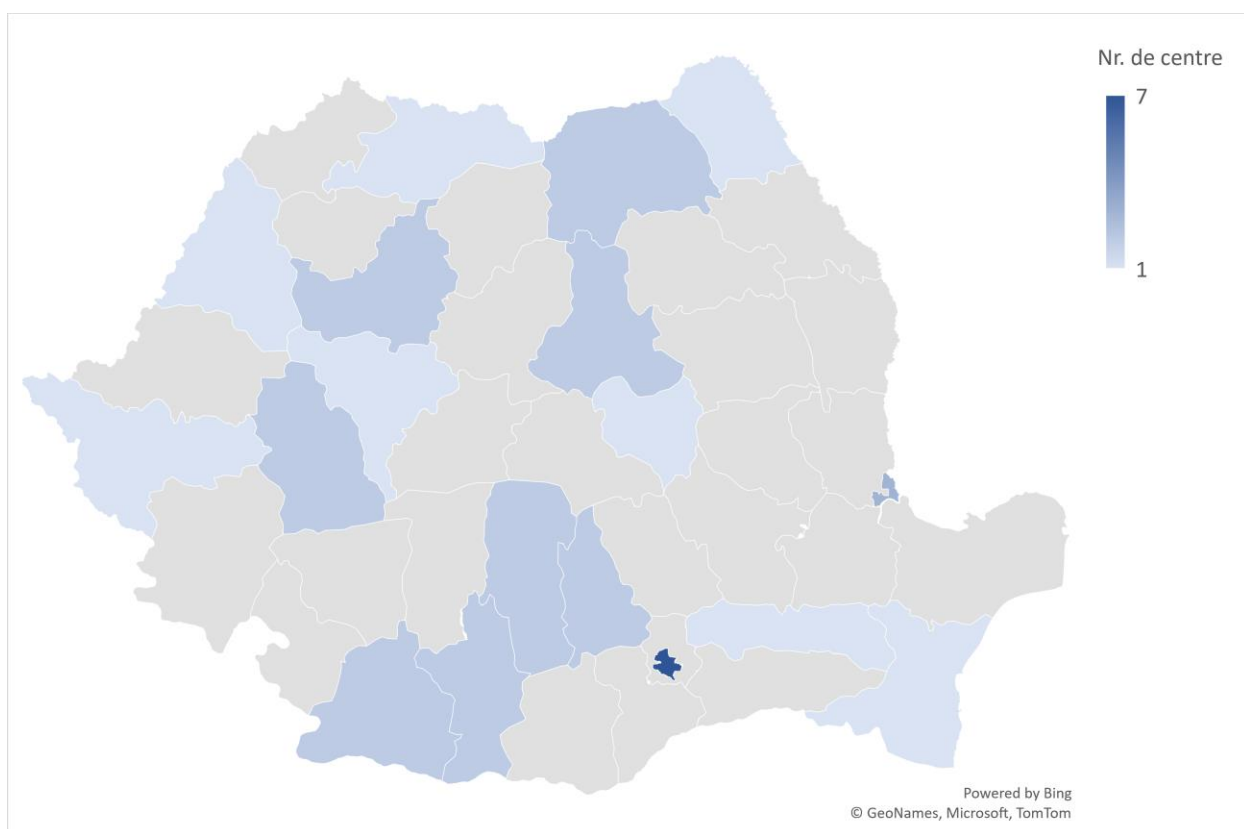 Nr. de centre
7
1
Powered by Bing
© GeoNames, Microsoft, TomTom